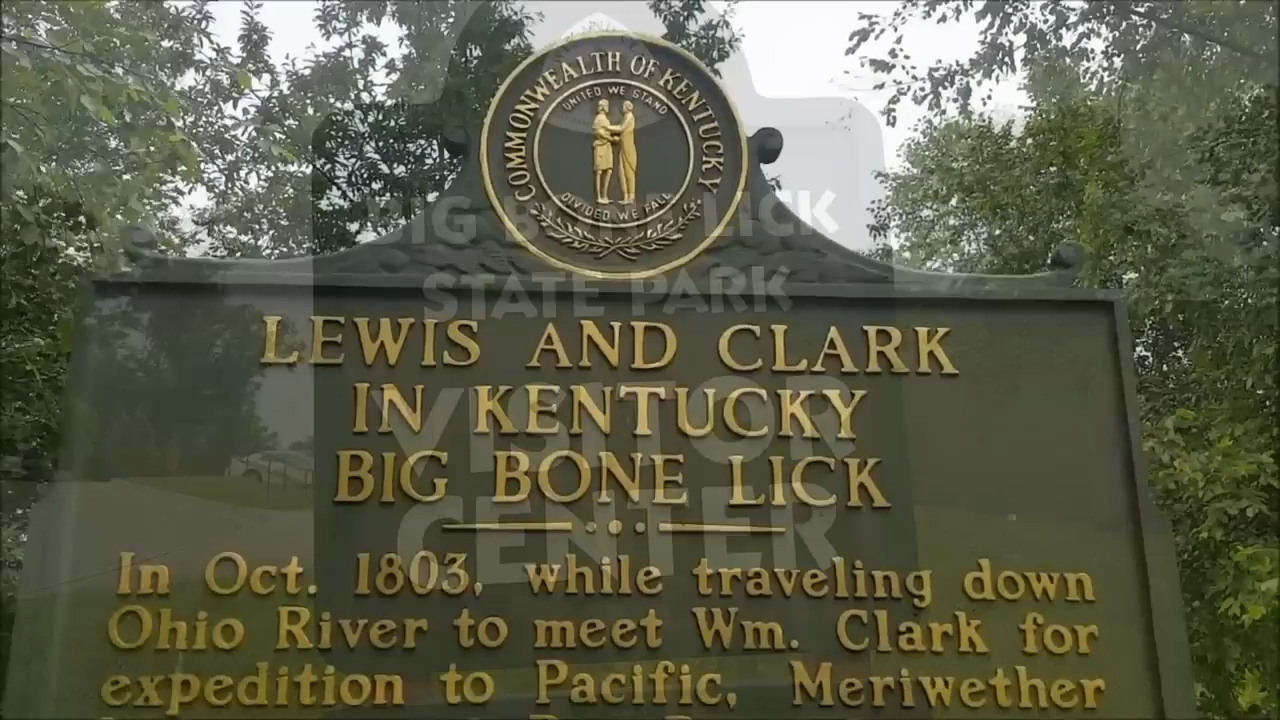 COMMONWEALTH OF KENTUCKY
UNITED WE STAND
DIVIDED WE FALL
BIG BONE LICK
STATE PARK
VISITOR
CENTER
LEWIS AND CLARK
IN KENTUCKY
BIG BONE LICK
In Oct. 1803, while traveling down
Ohio River to meet Wm. Clark for
expedition to Pacific, Meriwether